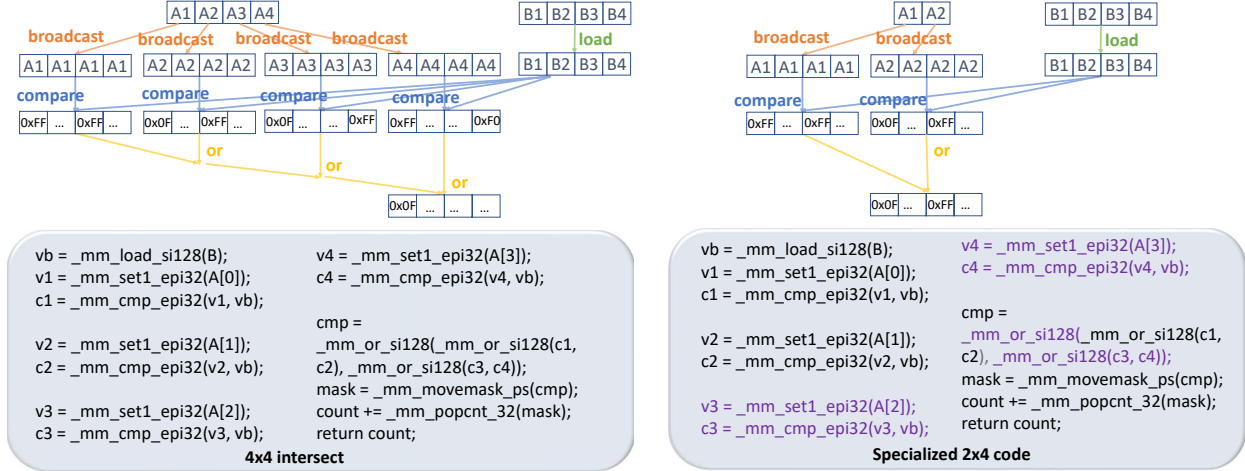 A1 A2 A3 A4
B1 B2 B3 B4
broadcast broadcast broadcast broadcast
load
A1 A1 A1 A1
A2 A2 A2 A2
A3 A3 A3 A3
A4 A4 A4 A4
B1 B2 B3 B4
compare compare compare compare
0xFF ... 0xFF ...
0x0F ... 0xFF ...
0x0F ... ... 0xFF
0xFF ... ... 0xF0
or
or
or
0x0F ... ... ...
vb = _mm_load_si128(B);
v1 = _mm_set1_epi32(A[0]);
c1 = _mm_cmp_epi32(v1, vb);
v2 = _mm_set1_epi32(A[1]);
c2 = _mm_cmp_epi32(v2, vb);
v3 = _mm_set1_epi32(A[2]);
c3 = _mm_cmp_epi32(v3, vb);
v4 = _mm_set1_epi32(A[3]);
c4 = _mm_cmp_epi32(v4, vb);
cmp =
_mm_or_si128(_mm_or_si128(c1,
c2), _mm_or_si128(c3, c4));
mask = _mm_movemask_ps(cmp);
count += _mm_popcnt_32(mask);
return count;
4x4 intersect
A1 A2
B1 B2 B3 B4
broadcast broadcast
load
A1 A1 A1 A1
A2 A2 A2 A2
B1 B2 B3 B4
compare compare
0xFF ... 0xFF ...
0x0F ... 0xFF ...
or
0x0F ... 0xFF ...
vb = _mm_load_si128(B);
v1 = _mm_set1_epi32(A[0]);
c1 = _mm_cmp_epi32(v1, vb);
v2 = _mm_set1_epi32(A[1]);
c2 = _mm_cmp_epi32(v2, vb);
v3 = _mm_set1_epi32(A[2]);
c3 = _mm_cmp_epi32(v3, vb);
v4 = _mm_set1_epi32(A[3]);
c4 = _mm_cmp_epi32(v4, vb);
cmp =
_mm_or_si128(_mm_or_si128(c1,
c2), _mm_or_si128(c3, c4));
mask = _mm_movemask_ps(cmp);
count += _mm_popcnt_32(mask);
return count;
Specialized 2x4 code